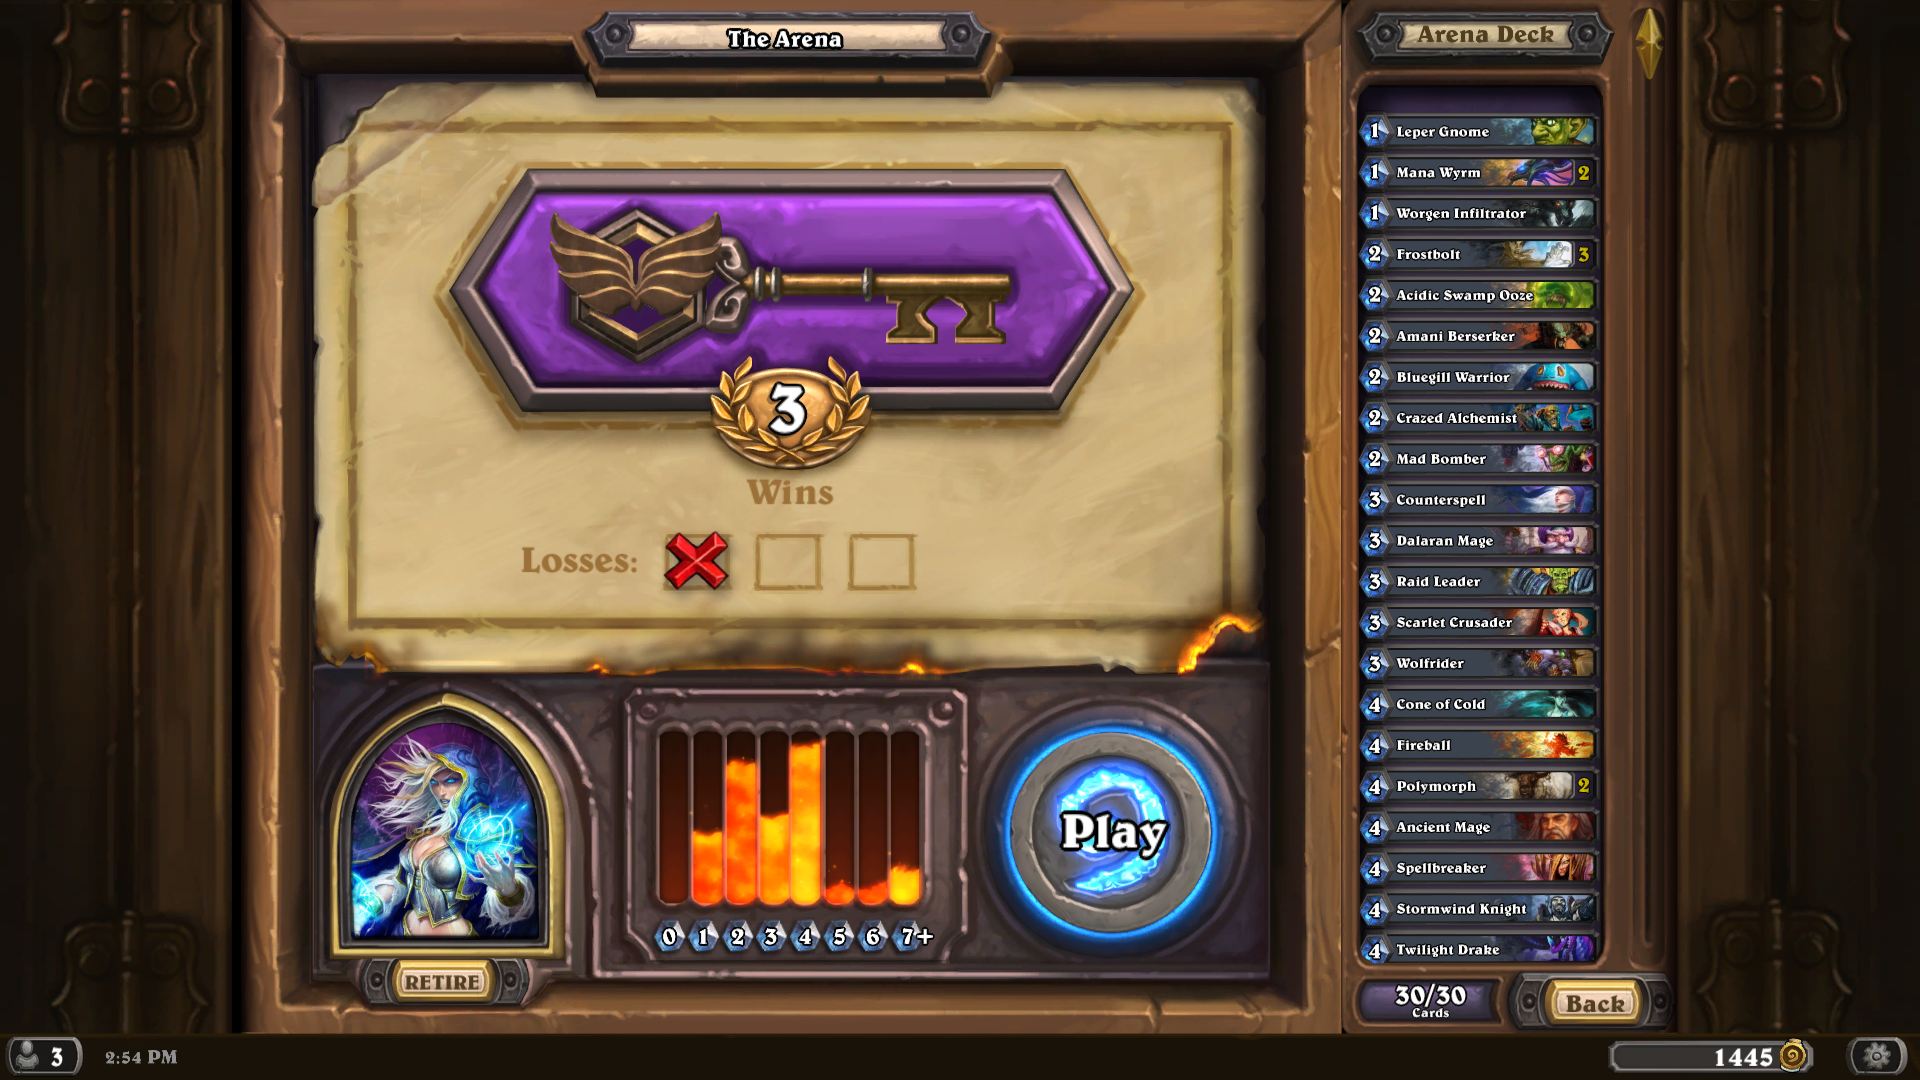 The Arena
3
Wins
Losses:
RETIRE
0 1 2 3 4 5 6 7+
Play
Arena Deck
1 Leper Gnome
1 Mana Wyrm 2
1 Worgen Infiltrator
2 Frostbolt 3
2 Acidic Swamp Ooze
2 Amani Berserker
2 Bluegill Warrior
2 Crazed Alchemist
2 Mad Bomber
3 Counterspell
3 Dalaran Mage
3 Raid Leader
3 Scarlet Crusader
3 Wolfrider
4 Cone of Cold
4 Fireball
4 Polymorph 2
4 Ancient Mage
4 Spellbreaker
4 Stormwind Knight
4 Twilight Drake
30/30
Cards
Back
3
2:54 PM
1445